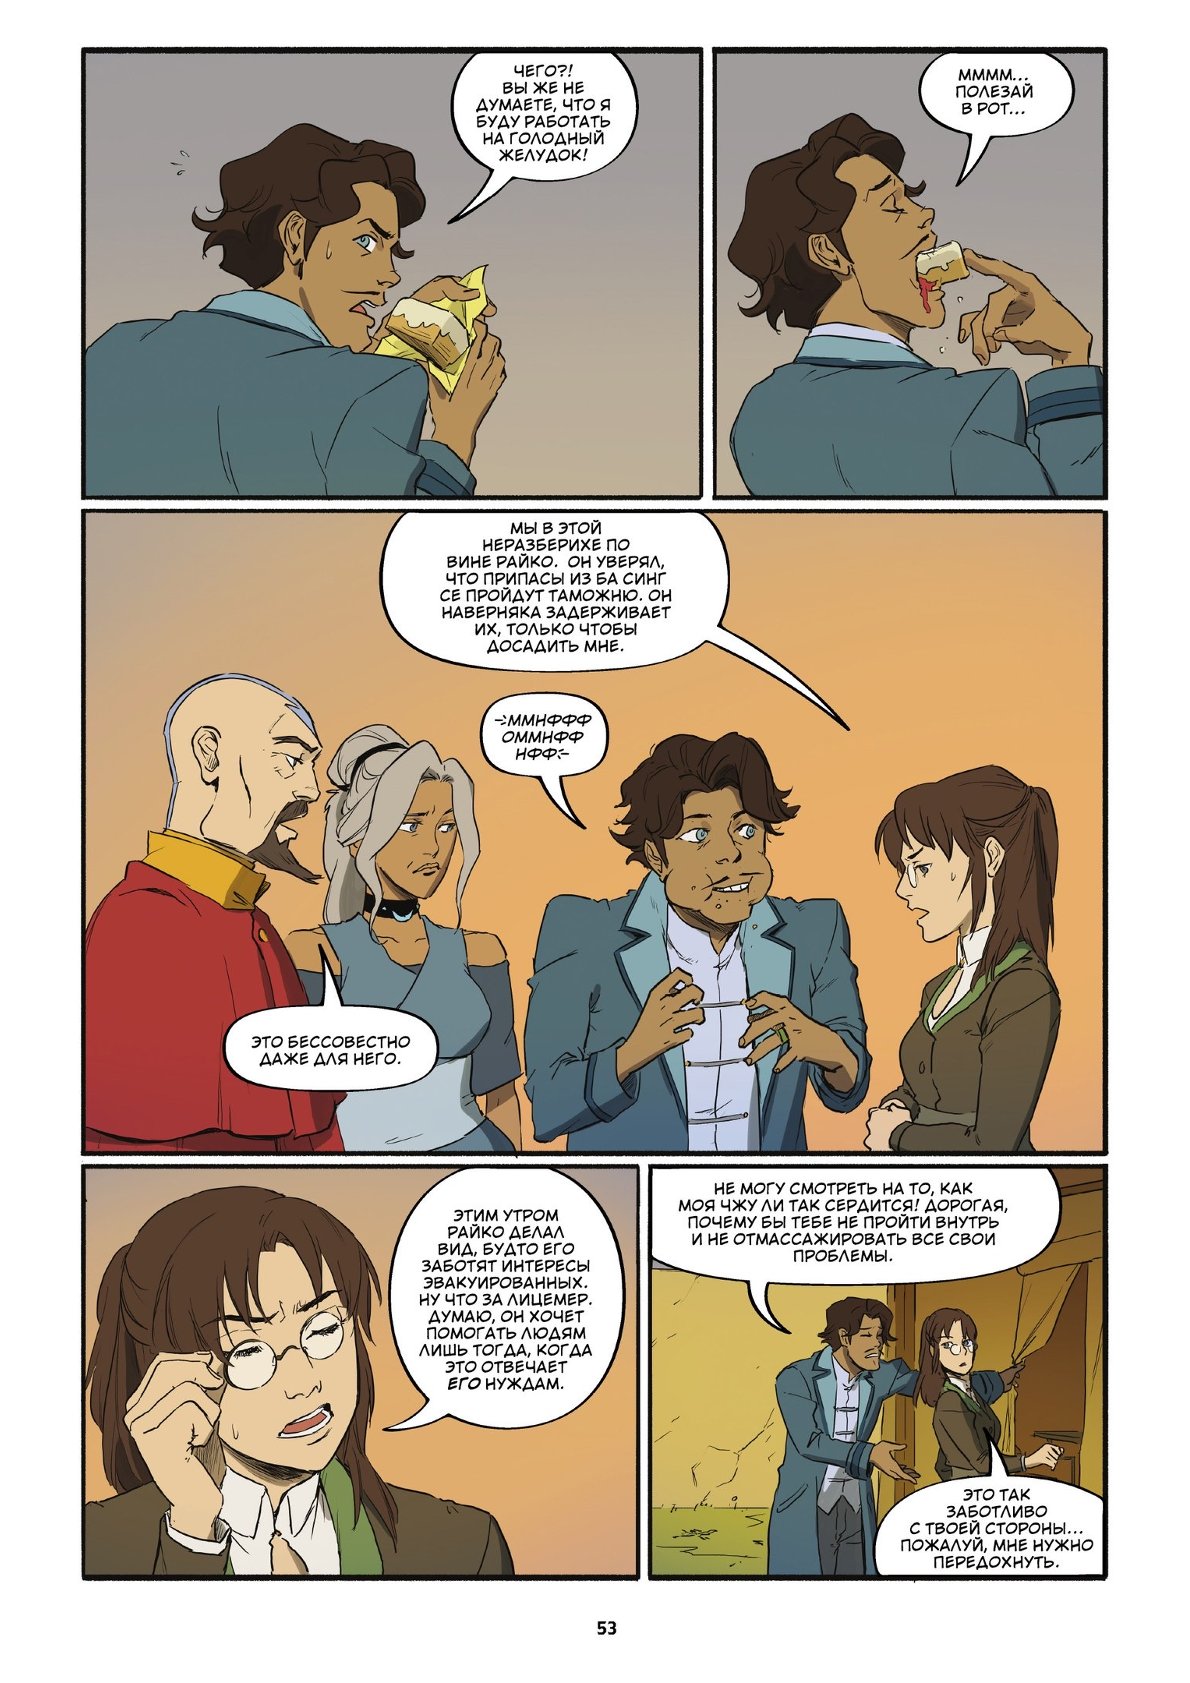 ЧЕГО?!
ВЫ ЖЕ НЕ
ДУМАЕТЕ, ЧТО Я
БУДУ РАБОТАТЬ
НА ГОЛОДНЫЙ
ЖЕЛУДОК!
ММММ...
ПОЛЕЗАЙ
В РОТ...
МЫ В ЭТОЙ
НЕРАЗБЕРИХЕ ПО
ВИНЕ РАЙКО. ОН УВЕРЯЛ,
ЧТО ПРИПАСЫ ИЗ БА СИНГ
СЕ ПРОЙДУТ ТАМОЖНЮ. ОН
НАВЕРНЯКА ЗАДЕРЖИВАЕТ
ИХ, ТОЛЬКО ЧТОБЫ
ДОСАДИТЬ МНЕ.
ММНФФФ
ОММНФФ
НФФ
ЭТО БЕССОВЕСТНО
ДАЖЕ ДЛЯ НЕГО.
ЭТИМ УТРОМ
РАЙКО ДЕЛАЛ
ВИД, БУДТО ЕГО
ЗАБОТЯТ ИНТЕРЕСЫ
ЭВАКУИРОВАННЫХ.
НУ ЧТО ЗА ЛИЦЕМЕР.
ДУМАЮ, ОН ХОЧЕТ
ПОМОГАТЬ ЛЮДЯМ
ЛИШЬ ТОГДА, КОГДА
ЭТО ОТВЕЧАЕТ
ЕГО НУЖДАМ.
НЕ МОГУ СМОТРЕТЬ НА ТО, КАК
МОЯ ЧЖУ ЛИ ТАК СЕРДИТСЯ! ДОРОГАЯ,
ПОЧЕМУ БЫ ТЕБЕ НЕ ПРОЙТИ ВНУТРЬ
И НЕ ОТМАССАЖИРОВАТЬ ВСЕ СВОИ
ПРОБЛЕМЫ.
ЭТО ТАК
ЗАБОТЛИВО
С ТВОЕЙ СТОРОНЫ...
ПОЖАЛУЙ, МНЕ НУЖНО
ПЕРЕДОХНУТЬ.
53